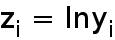 zᵢ = lnyᵢ